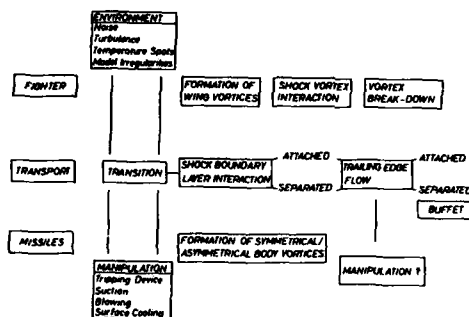 ENVIRONMENT
Noise
Turbulence
Temperature Spots
Model Irregularities
FIGHTER
FORMATION OF
WING VORTICES
SHOCK VORTEX
INTERACTION
VORTEX
BREAK-DOWN
TRANSPORT
TRANSITION
SHOCK BOUNDARY
LAYER INTERACTION
ATTACHED
SEPARATED
TRAILING EDGE
FLOW
ATTACHED
SEPARATED
BUFFET
MISSILES
FORMATION OF SYMMETRICAL/
ASYMMETRICAL BODY VORTICES
MANIPULATION ?
MANIPULATION
Tripping Device
Suction
Blowing
Surface Cooling